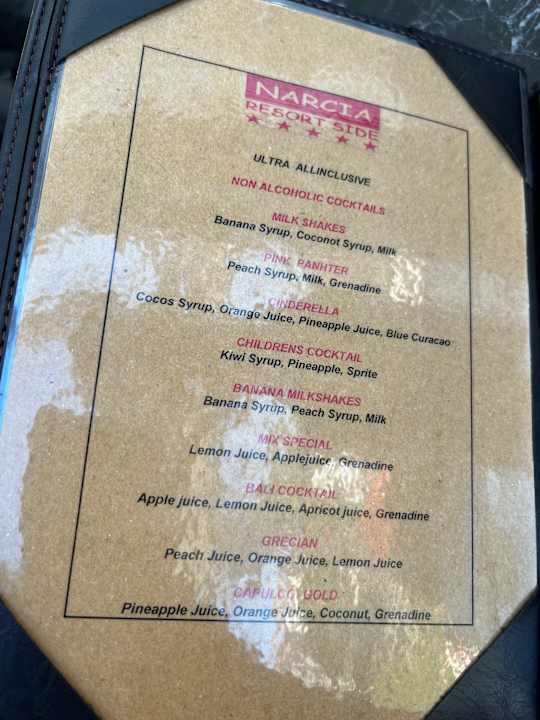 NARCIA
RESORT SIDE
ULTRA ALLINCLUSIVE
NON ALCOHOLIC COCKTAILS
MILK SHAKES
Banana Syrup, Coconot Syrup, Milk
PINK PANHTER
Peach Syrup, Milk, Grenadine
CINDERELLA
Cocos Syrup, Orange Juice, Pineapple Juice, Blue Curacao
CHILDRENS COCKTAIL
Kiwi Syrup, Pineapple, Sprite
BANANA MILKSHAKES
Banana Syrup, Peach Syrup, Milk
MIX SPECIAL
Lemon Juice, Applejuice, Grenadine
BALI COCKTAIL
Apple juice, Lemon Juice, Apricot juice, Grenadine
GRECIAN
Peach Juice, Orange Juice, Lemon Juice
CAPULCO GOLD
Pineapple Juice, Orange Juice, Coconut, Grenadine